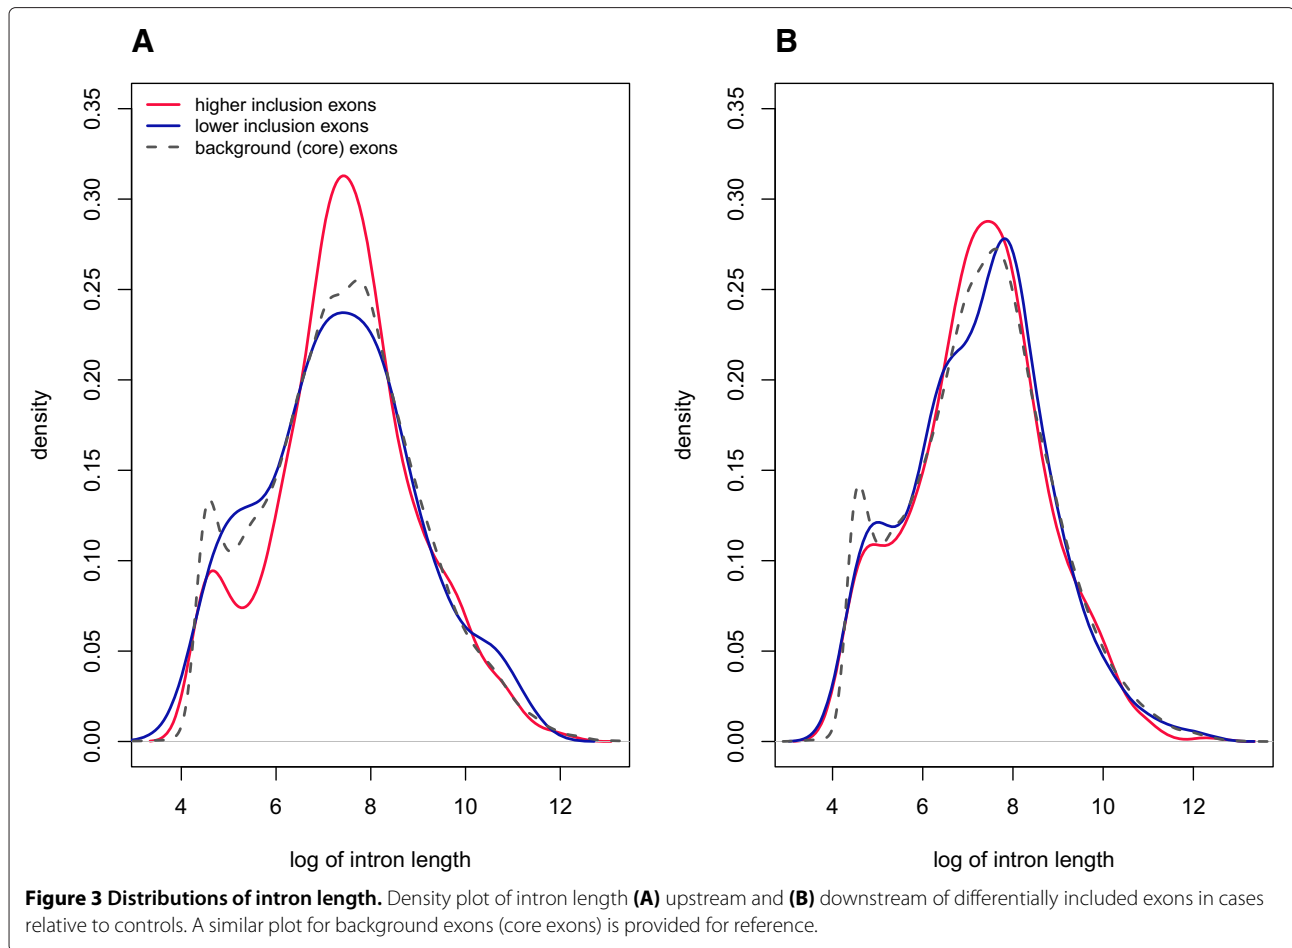 A
B
0.35
0.30
0.25
0.20
0.15
0.10
0.05
0.00
density
higher inclusion exons
lower inclusion exons
background (core) exons
4 6 8 10 12
log of intron length
0.35
0.30
0.25
0.20
0.15
0.10
0.05
0.00
density
4 6 8 10 12
log of intron length
Figure 3 Distributions of intron length. Density plot of intron length (A) upstream and (B) downstream of differentially included exons in cases
relative to controls. A similar plot for background exons (core exons) is provided for reference.